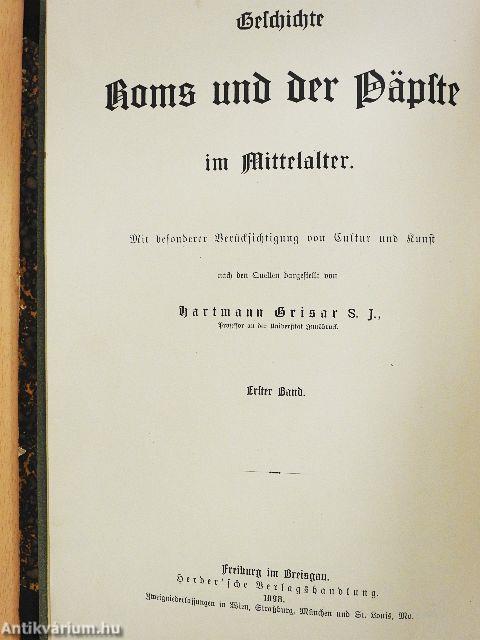 Geschichte
Roms und der Päpste
im Mittelalter.
Mit besonderer Berücksichtigung von Cultur und Kunst
nach den Quellen dargestellt von
Hartmann Grisar S. J.,
Professor an der Universität Innsbruck.
Erster Band.
Freiburg im Breisgau.
Herder'sche Verlagshandlung.
1898.
Zweigniederlassungen in Wien, Straßburg, München und St. Louis, Mo.
Antikvárium.hu